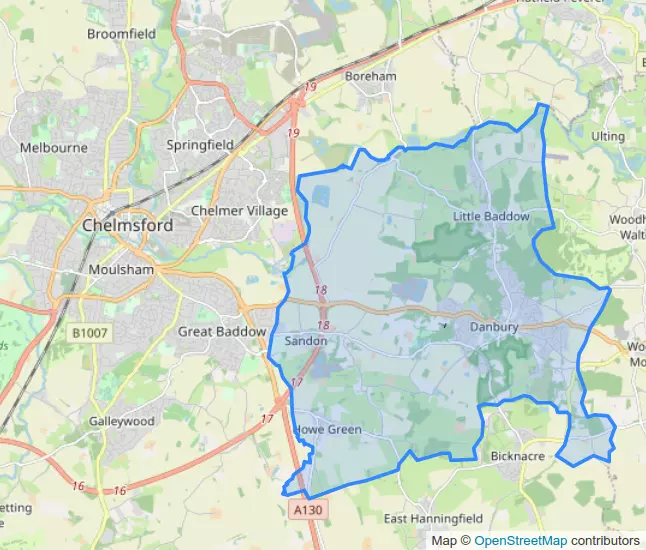 Hatfield Peverel
Broomfield
19
Boreham
19
Ulting
Melbourne
Springfield
Chelmer Village
Little Baddow
Chelmsford
Woodh
Walt
Moulsham
18
B1007
Great Baddow
18
Danbury
Sandon
Wo
Mo
17
Galleywood
17
Howe Green
Bicknacre
16
16
etting
ne
A130
East Hanningfield
Map © OpenStreetMap contributors